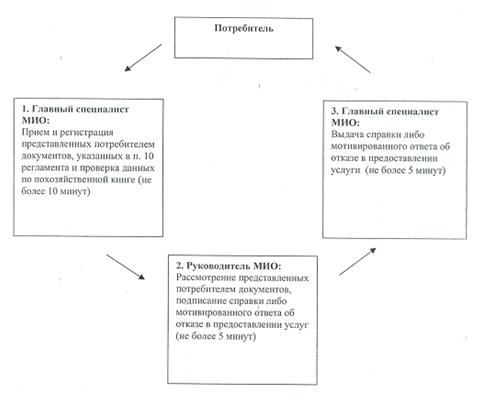 Потребитель
1. Главный специалист
МИО:
Прием и регистрация
представленных потребителем
документов, указанных в п. 10
регламента и проверка данных
по похозяйственной книге (не
более 10 минут)
3. Главный специалист
МИО:
Выдача справки либо
мотивированного ответа об
отказе в предоставлении
услуги (не более 5 минут)
2. Руководитель МИО:
Рассмотрение представленных
потребителем документов,
подписание справки либо
мотивированного ответа об
отказе в предоставлении услуг
(не более 5 минут)